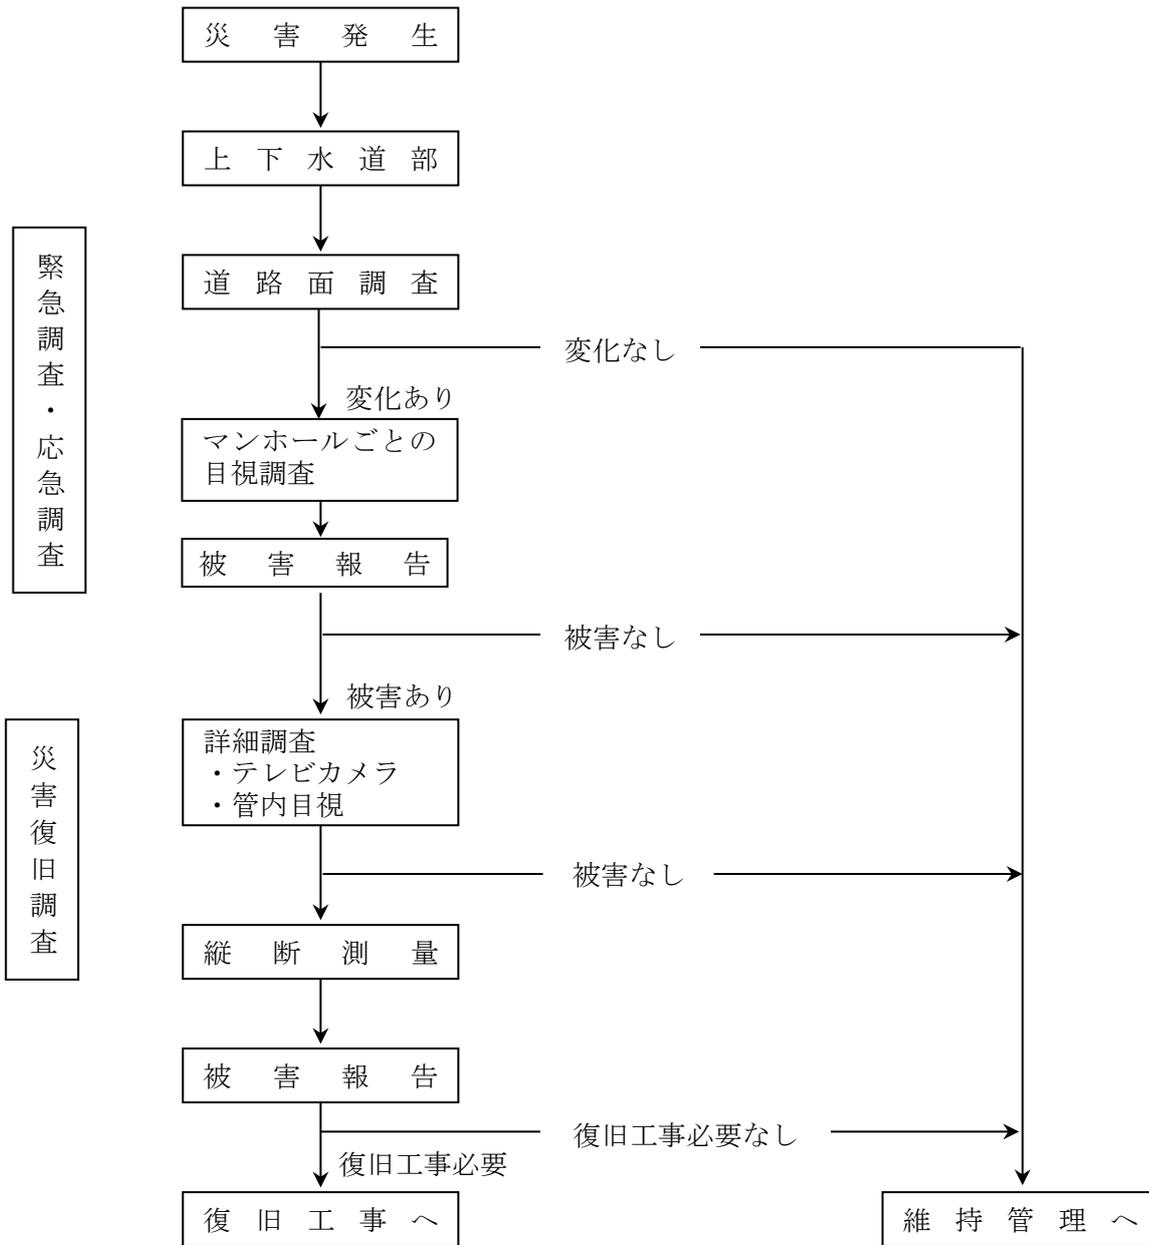 災害発生
上下水道部
緊急調査・応急調査
道路面調査
変化なし
変化あり
マンホールごとの
目視調査
被害報告
被害なし
被害あり
災害復旧調査
詳細調査
・テレビカメラ
・管内目視
被害なし
縦断測量
被害報告
復旧工事必要なし
復旧工事必要
復旧工事へ
維持管理へ